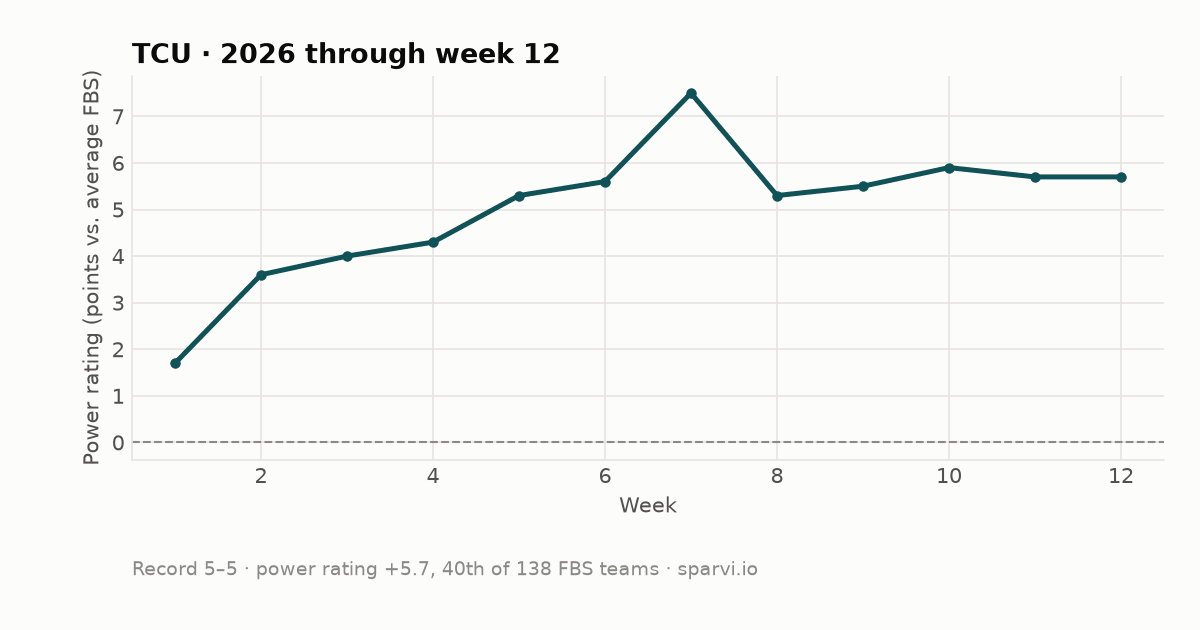 TCU · 2026 through week 12
Power rating (points vs. average FBS)
7
6
5
4
3
2
1
0
2 4 6 8 10 12
Week
Record 5–5 · power rating +5.7, 40th of 138 FBS teams · sparvi.io